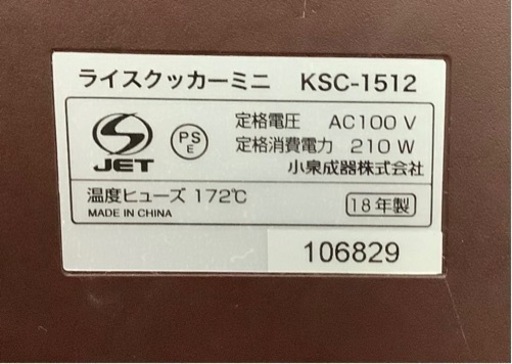 ライスクッカーミニ KSC-1512
定格電圧 AC100 V
定格消費電力 210 W
小泉成器株式会社
JET
PS
E
温度ヒューズ 172℃
MADE IN CHINA
18年製
106829